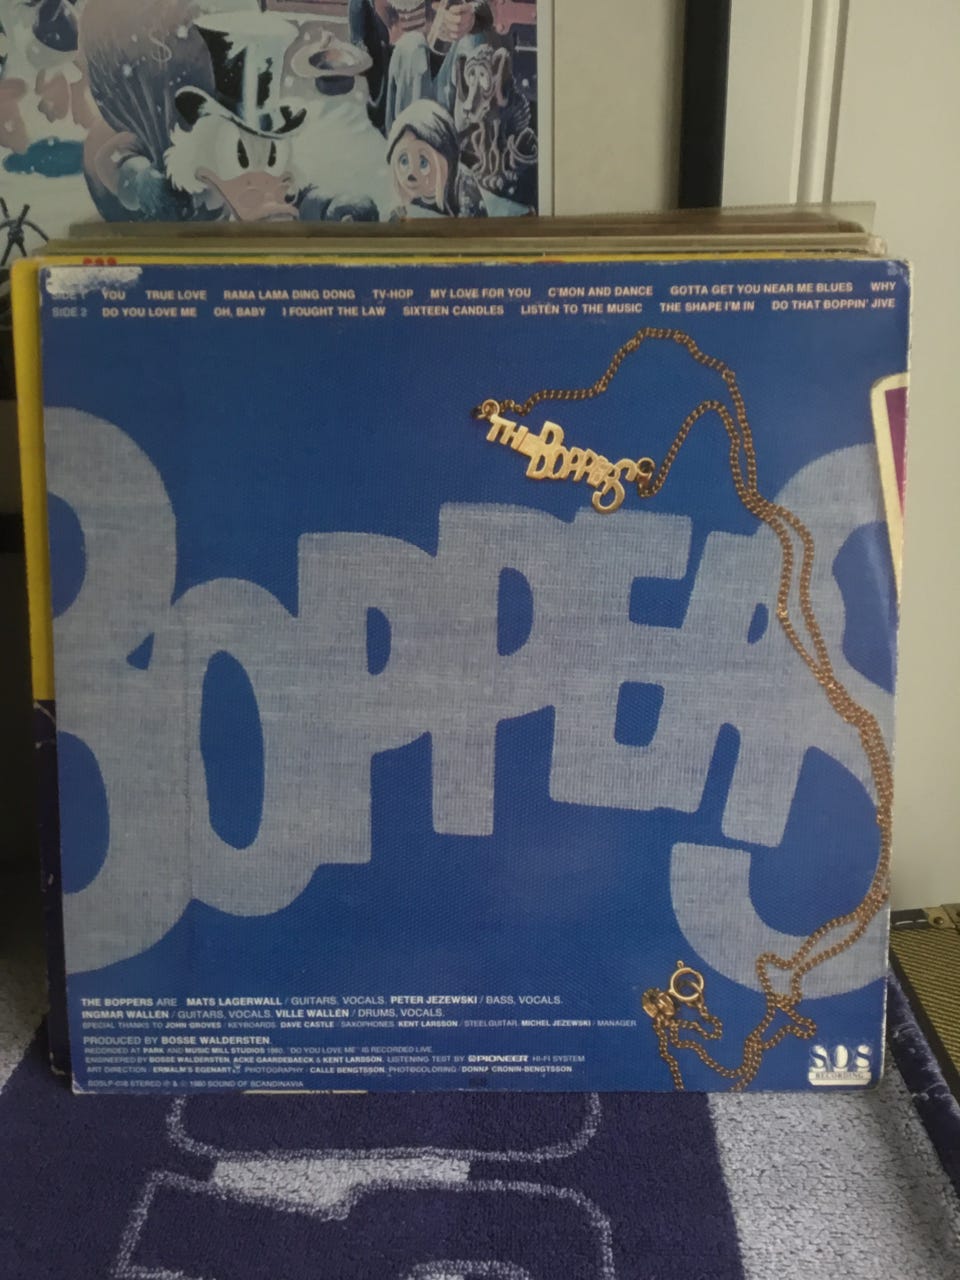 SIDE 1 YOU TRUE LOVE RAMA LAMA DING DONG TV-HOP MY LOVE FOR YOU C'MON AND DANCE GOTTA GET YOU NEAR ME BLUES WHY
SIDE 2 DO YOU LOVE ME OH, BABY I FOUGHT THE LAW SIXTEEN CANDLES LISTEN TO THE MUSIC THE SHAPE I'M IN DO THAT BOPPIN' JIVE
THE BOPPERS
BOPPERS
THE BOPPERS ARE MATS LAGERWALL / GUITARS, VOCALS. PETER JEZEWSKI / BASS, VOCALS.
INGMAR WALLÉN / GUITARS, VOCALS. VILLE WALLÉN / DRUMS, VOCALS.
SPECIAL THANKS TO JOHN GROVES / KEYBOARDS. DAVE CASTLE / SAXOPHONES. KENT LARSSON / STEELGUITAR. MICHEL JEZEWSKI / MANAGER
PRODUCED BY BOSSE WALDERSTEN.
RECORDED AT PARK AND MUSIC MILL STUDIOS 1980. "DO YOU LOVE ME" IS RECORDED LIVE.
ENGINEERED BY BOSSE WALDERSTEN, ACKE GAARDEBÄCK & KENT LARSSON. LISTENING TEST BY PIONEER HI-FI SYSTEM
ART DIRECTION / ERMALM'S EGENART PHOTOGRAPHY / CALLE BENGTSSON. PHOTOCOLORING / DONNA CRONIN-BENGTSSON
SOSLP-018 STEREO ℗ & © 1980 SOUND OF SCANDINAVIA
SOS
RECORDING